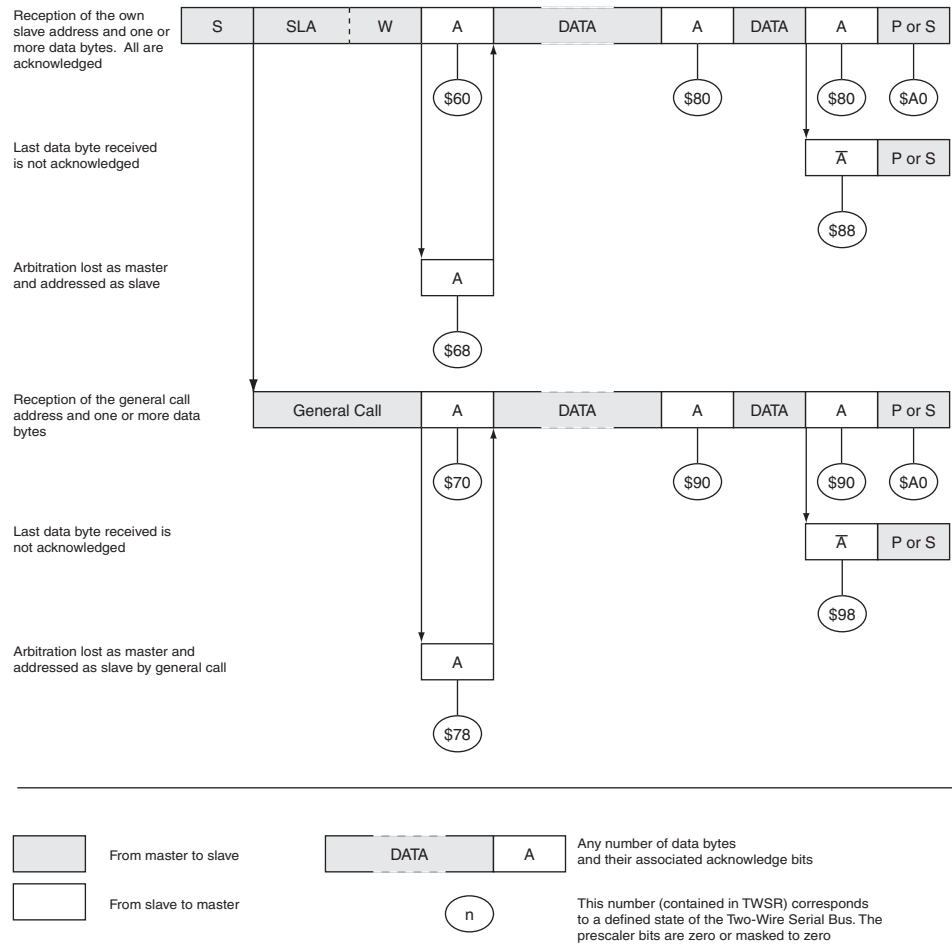 Reception of the own
slave address and one or
more data bytes. All are
acknowledged
S SLA W A DATA A DATA A P or S
$60 $80 $80 $A0
Last data byte received
is not acknowledged
A̅ P or S
$88
Arbitration lost as master
and addressed as slave
A
$68
Reception of the general call
address and one or more data
bytes
General Call A DATA A DATA A P or S
$70 $90 $90 $A0
Last data byte received is
not acknowledged
A̅ P or S
$98
Arbitration lost as master and
addressed as slave by general call
A
$78
From master to slave
DATA A
Any number of data bytes
and their associated acknowledge bits
From slave to master
n
This number (contained in TWSR) corresponds
to a defined state of the Two-Wire Serial Bus. The
prescaler bits are zero or masked to zero